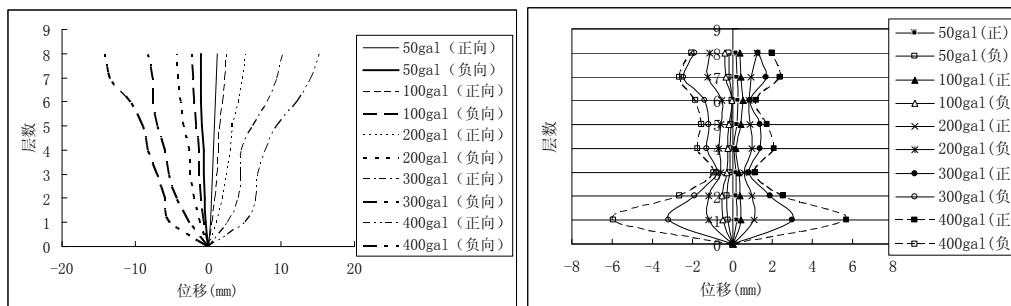 9
8
7
6
5
4
3
2
1
0
层数
-20 -10 0 10 20
位移(mm)
50gal（正向）
50gal（负向）
100gal（正向）
100gal（负向）
200gal（正向）
200gal（负向）
300gal（正向）
300gal（负向）
400gal（正向）
400gal（负向）
9
8
7
6
5
4
3
2
1
0
层数
-8 -6 -4 -2 0 2 4 6 8
位移(mm)
50gal(正)
50gal(负)
100gal(正
100gal(负
200gal(正
200gal(负
300gal(正
300gal(负
400gal(正
400gal(负